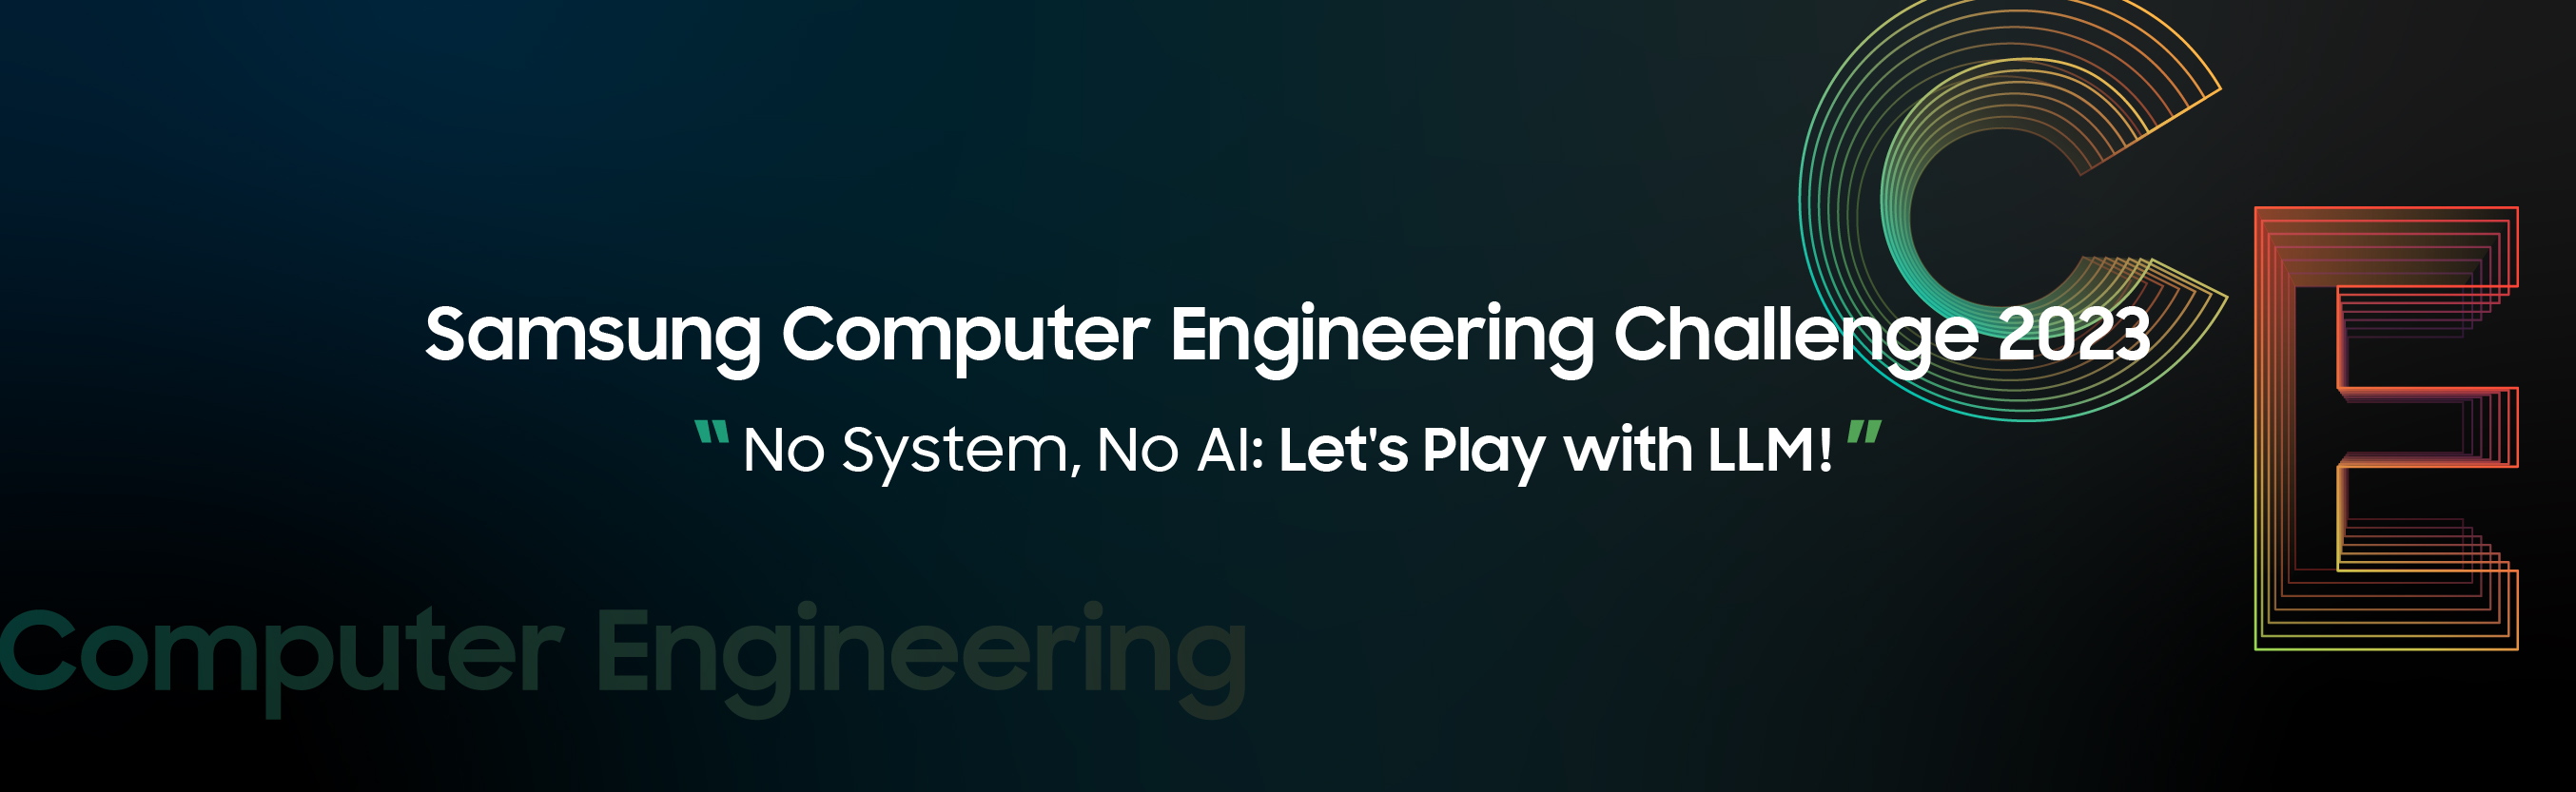 CE
Samsung Computer Engineering Challenge 2023
“No System, No AI: Let's Play with LLM!”
Computer Engineering